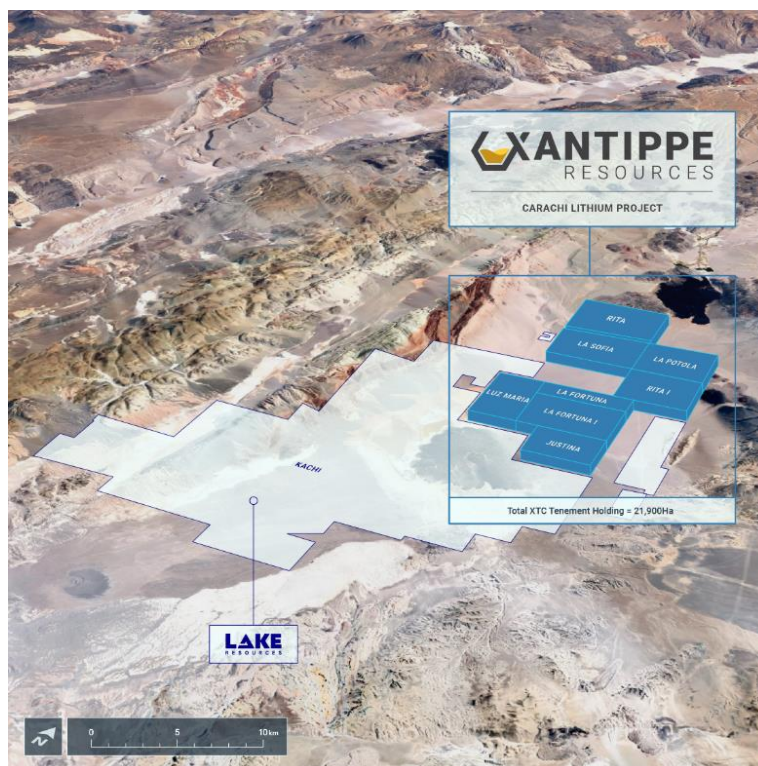 XANTIPPE
RESOURCES
CARACHI LITHIUM PROJECT
RITA
LA SOFIA
LA POTOLA
LUZ MARIA
LA FORTUNA
RITA I
LA FORTUNA I
JUSTINA
KACHI
Total XTC Tenement Holding = 21,900Ha
LAKE
RESOURCES
0 5 10km